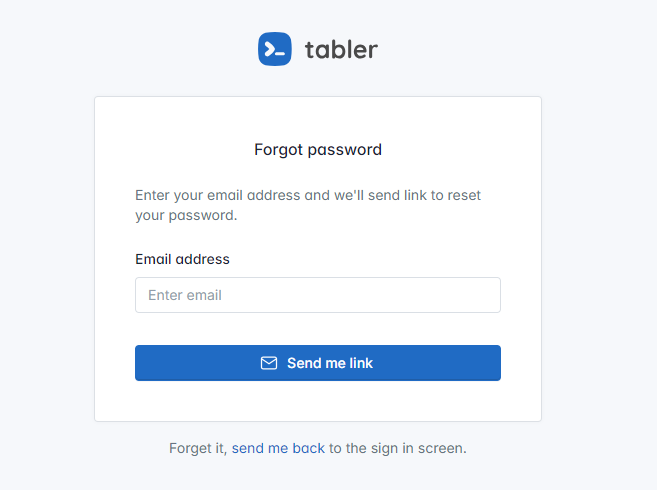 tabler
Forgot password
Enter your email address and we'll send link to reset
your password.
Email address
Enter email
Send me link
Forget it, send me back to the sign in screen.